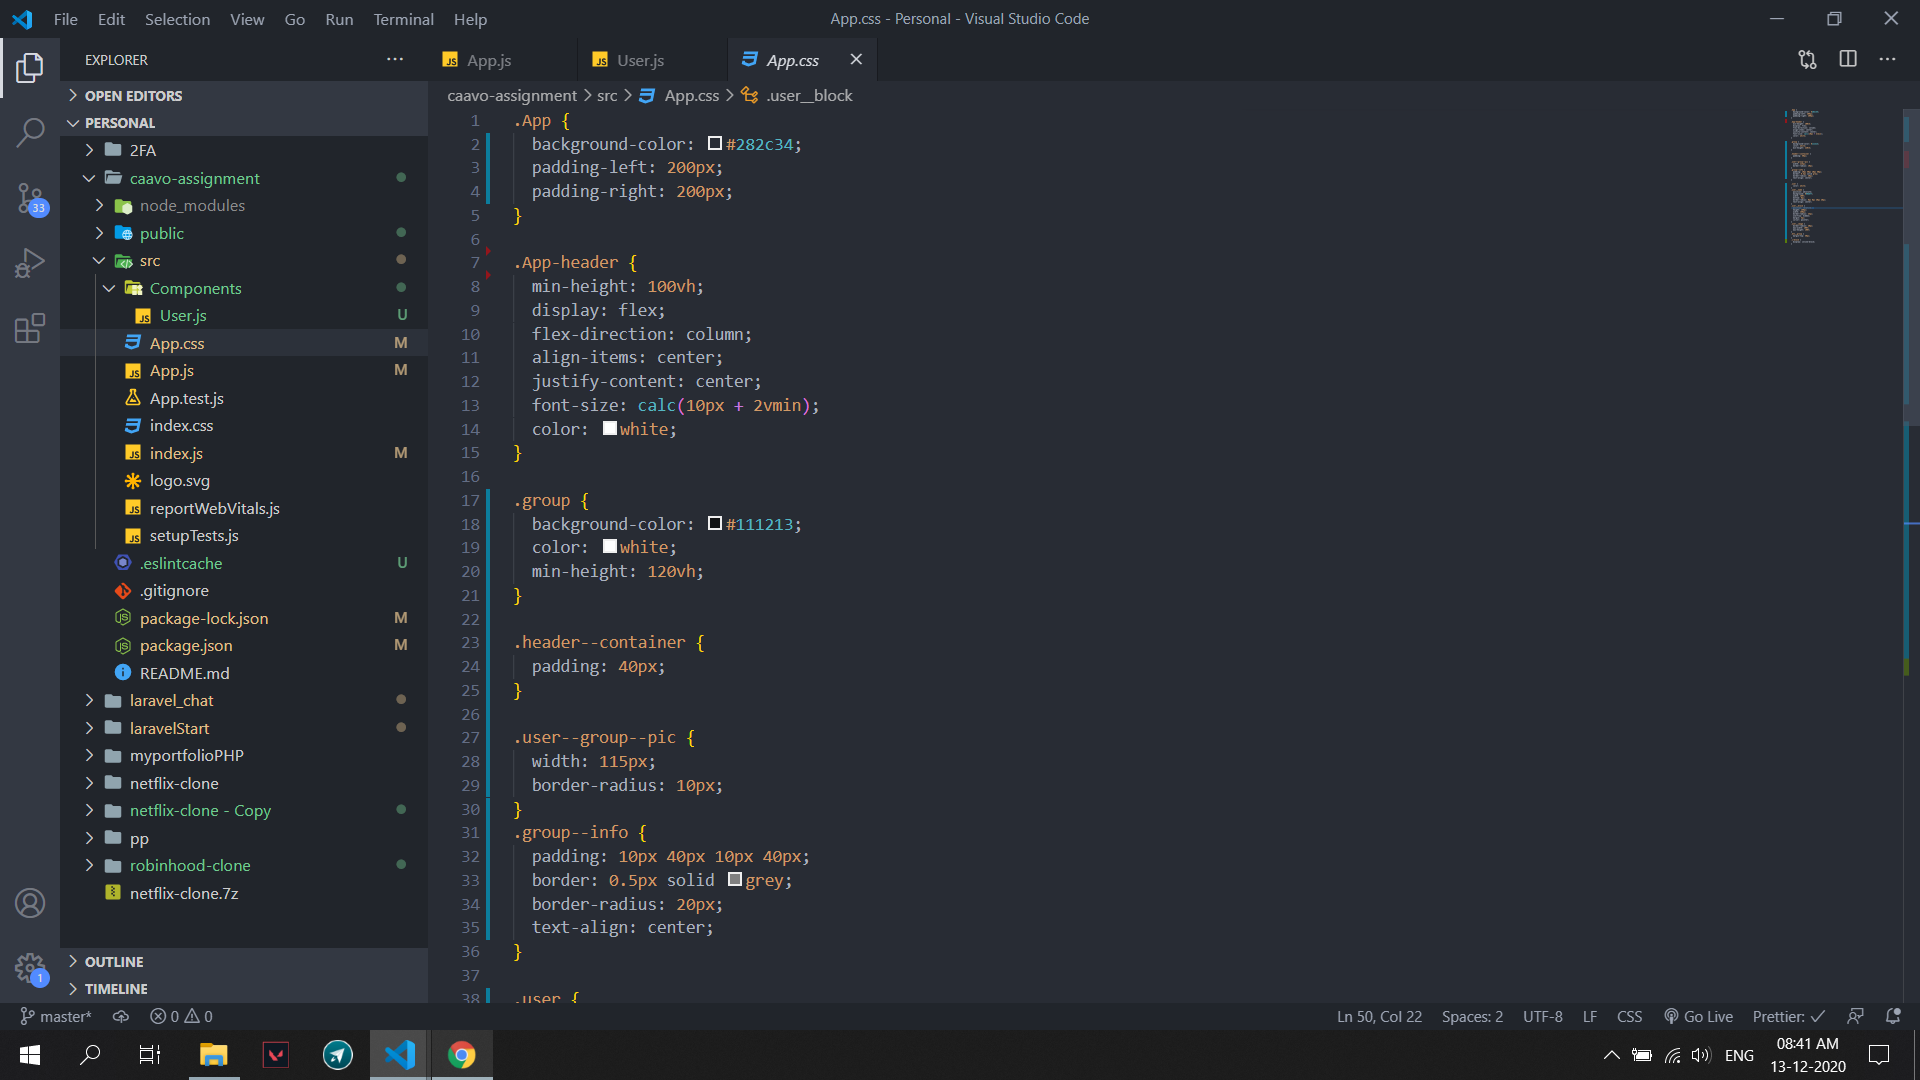 File Edit Selection View Go Run Terminal Help
App.css - Personal - Visual Studio Code
EXPLORER
App.js
User.js
App.css
OPEN EDITORS
PERSONAL
2FA
caavo-assignment
node_modules
public
src
Components
User.js U
App.css M
App.js M
App.test.js
index.css
index.js M
logo.svg
reportWebVitals.js
setupTests.js
.eslintcache U
.gitignore
package-lock.json M
package.json M
README.md
laravel_chat
laravelStart
myportfolioPHP
netflix-clone
netflix-clone - Copy
pp
robinhood-clone
netflix-clone.7z
OUTLINE
TIMELINE
33
1
caavo-assignment > src > App.css > .user__block
1 .App {
2 background-color: #282c34;
3 padding-left: 200px;
4 padding-right: 200px;
5 }
6
7 .App-header {
8 min-height: 100vh;
9 display: flex;
10 flex-direction: column;
11 align-items: center;
12 justify-content: center;
13 font-size: calc(10px + 2vmin);
14 color: white;
15 }
16
17 .group {
18 background-color: #111213;
19 color: white;
20 min-height: 120vh;
21 }
22
23 .header--container {
24 padding: 40px;
25 }
26
27 .user--group--pic {
28 width: 115px;
29 border-radius: 10px;
30 }
31 .group--info {
32 padding: 10px 40px 10px 40px;
33 border: 0.5px solid grey;
34 border-radius: 20px;
35 text-align: center;
36 }
37
38 .user {
master* 0 0
Ln 50, Col 22 Spaces: 2 UTF-8 LF CSS Go Live Prettier: ✓
ENG
08:41 AM
13-12-2020